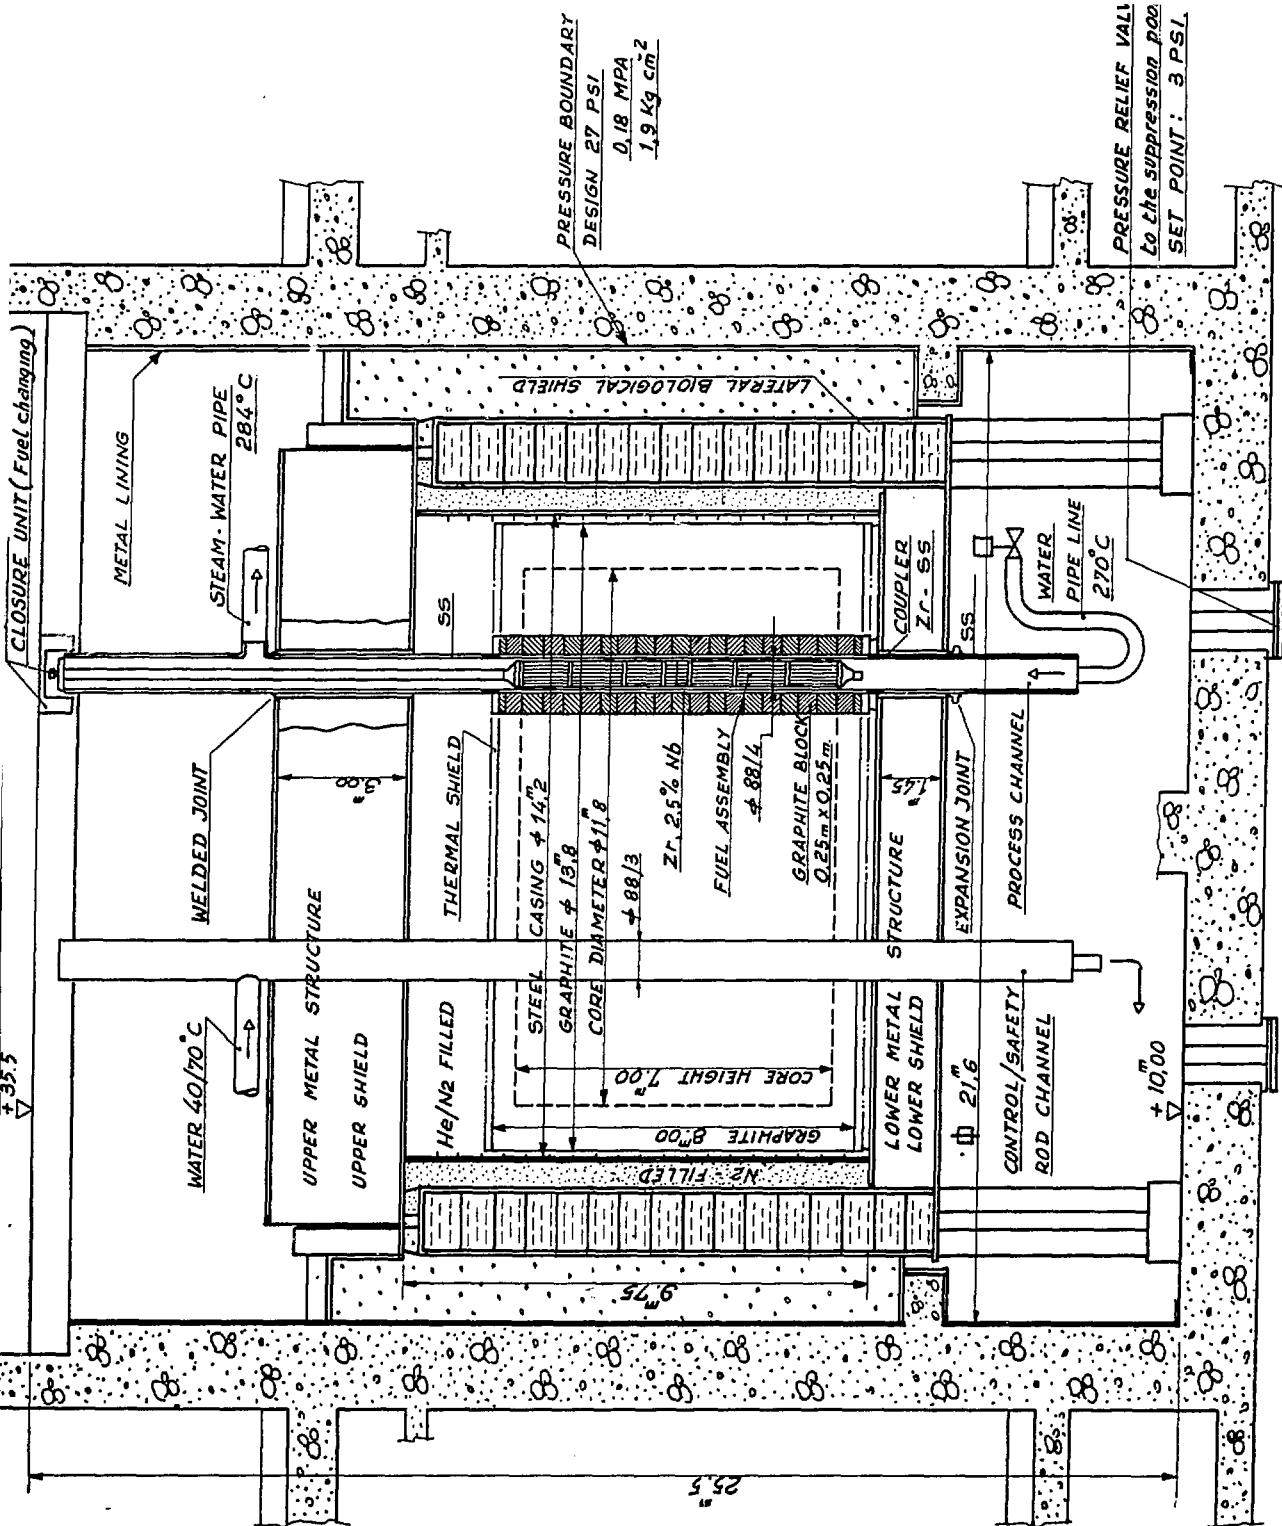 CLOSURE UNIT (Fuel changing)
+ 35.5
METAL LINING
STEAM-WATER PIPE
284°C
WELDED JOINT
WATER 40/70°C
PRESSURE BOUNDARY
DESIGN 27 PSI
0,18 MPA
1,9 Kg cm²
UPPER METAL STRUCTURE
UPPER SHIELD
3.00 m
SS
THERMAL SHIELD
He/N2 FILLED
STEEL CASING ϕ 14,2 m
GRAPHITE ϕ 13,8 m
CORE DIAMETER ϕ 11,8 m
ϕ 88/3
Zr, 2,5% Nb
FUEL ASSEMBLY
ϕ 88/4
GRAPHITE BLOCK
0.25m x 0.25m
LATERAL BIOLOGICAL SHIELD
CORE HEIGHT 7.00 m
GRAPHITE 8.00 m
N2-FILLED
9.75 m
25.5 m
COUPLER
Zr - SS
LOWER METAL STRUCTURE
LOWER SHIELD
1.45 m
EXPANSION JOINT
SS
21,6 m
WATER
PIPE LINE
270°C
PROCESS CHANNEL
CONTROL/SAFETY
ROD CHANNEL
+ 10,00 m
PRESSURE RELIEF
to the suppression
SET POINT: 3 PSI